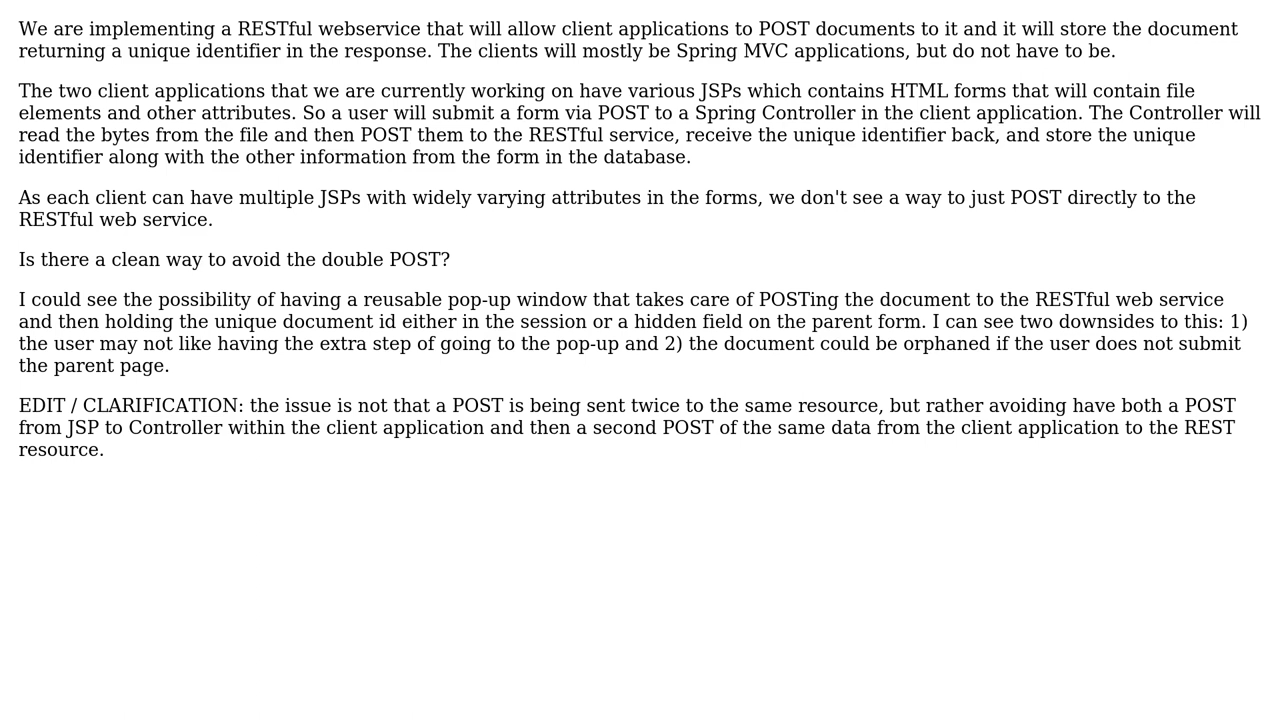 We are implementing a RESTful webservice that will allow client applications to POST documents to it and it will store the document
returning a unique identifier in the response. The clients will mostly be Spring MVC applications, but do not have to be.
The two client applications that we are currently working on have various JSPs which contains HTML forms that will contain file
elements and other attributes. So a user will submit a form via POST to a Spring Controller in the client application. The Controller will
read the bytes from the file and then POST them to the RESTful service, receive the unique identifier back, and store the unique
identifier along with the other information from the form in the database.
As each client can have multiple JSPs with widely varying attributes in the forms, we don't see a way to just POST directly to the
RESTful web service.
Is there a clean way to avoid the double POST?
I could see the possibility of having a reusable pop-up window that takes care of POSTing the document to the RESTful web service
and then holding the unique document id either in the session or a hidden field on the parent form. I can see two downsides to this: 1)
the user may not like having the extra step of going to the pop-up and 2) the document could be orphaned if the user does not submit
the parent page.
EDIT / CLARIFICATION: the issue is not that a POST is being sent twice to the same resource, but rather avoiding have both a POST
from JSP to Controller within the client application and then a second POST of the same data from the client application to the REST
resource.